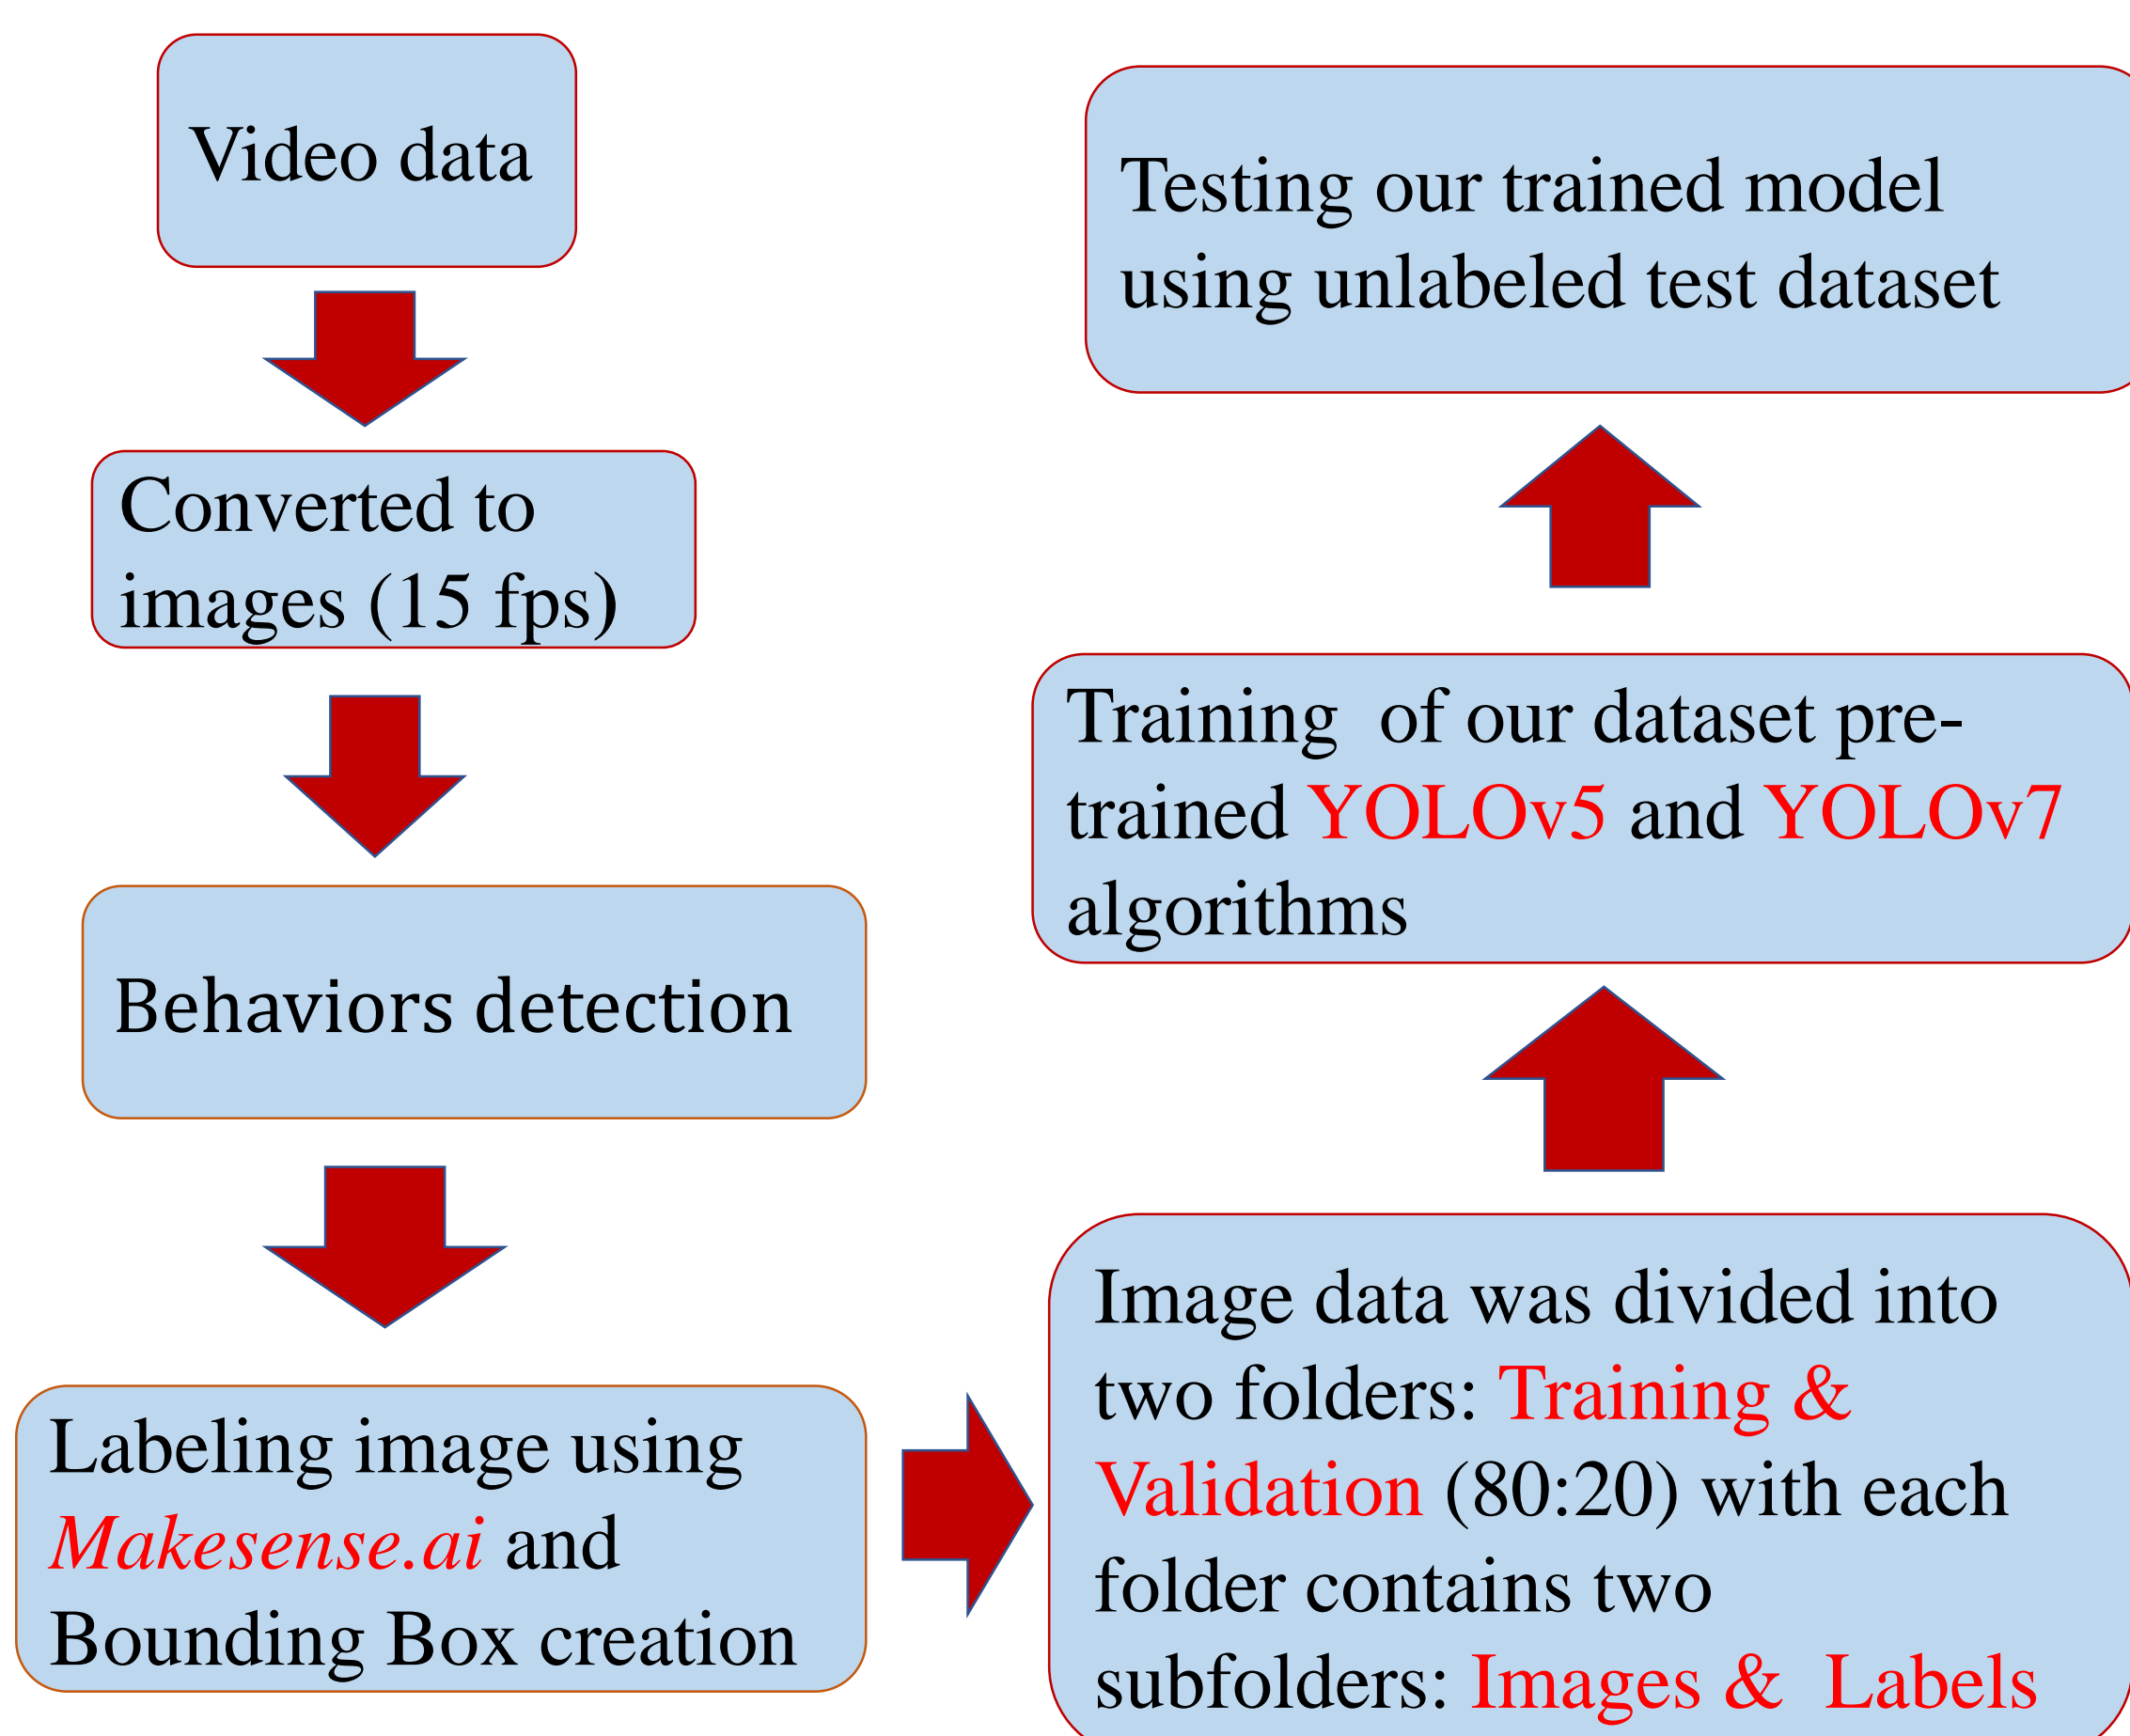 Video data
Converted to
images (15 fps)
Behaviors detection
Labeling image using
Makesense.ai and
Bounding Box creation
Image data was divided into
two folders: Training &
Validation (80:20) with each
folder contains two
subfolders: Images & Labels
Training of our dataset pre-
trained YOLOv5 and YOLOv7
algorithms
Testing our trained model
using unlabeled test dataset